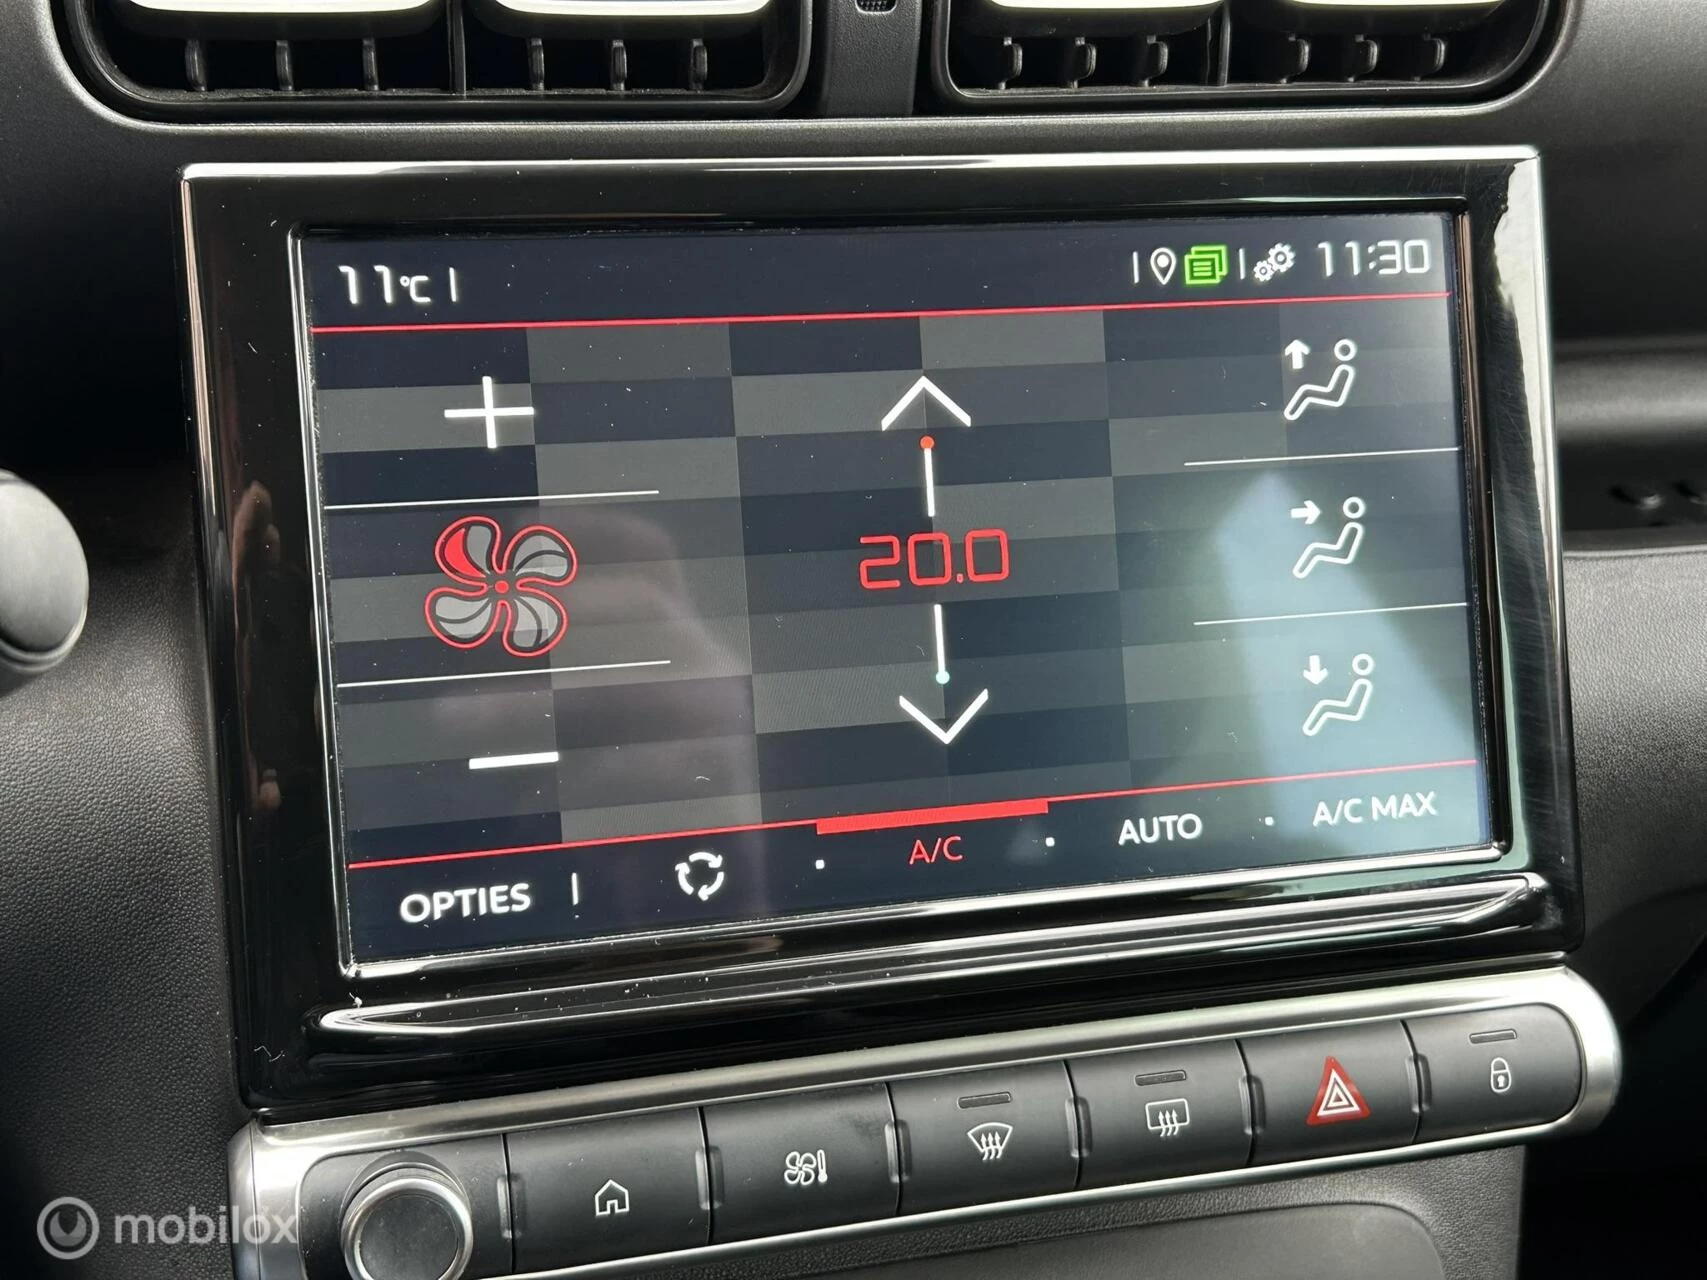 11°C
11:30
20.0
OPTIES
A/C
AUTO
A/C MAX
mobilox